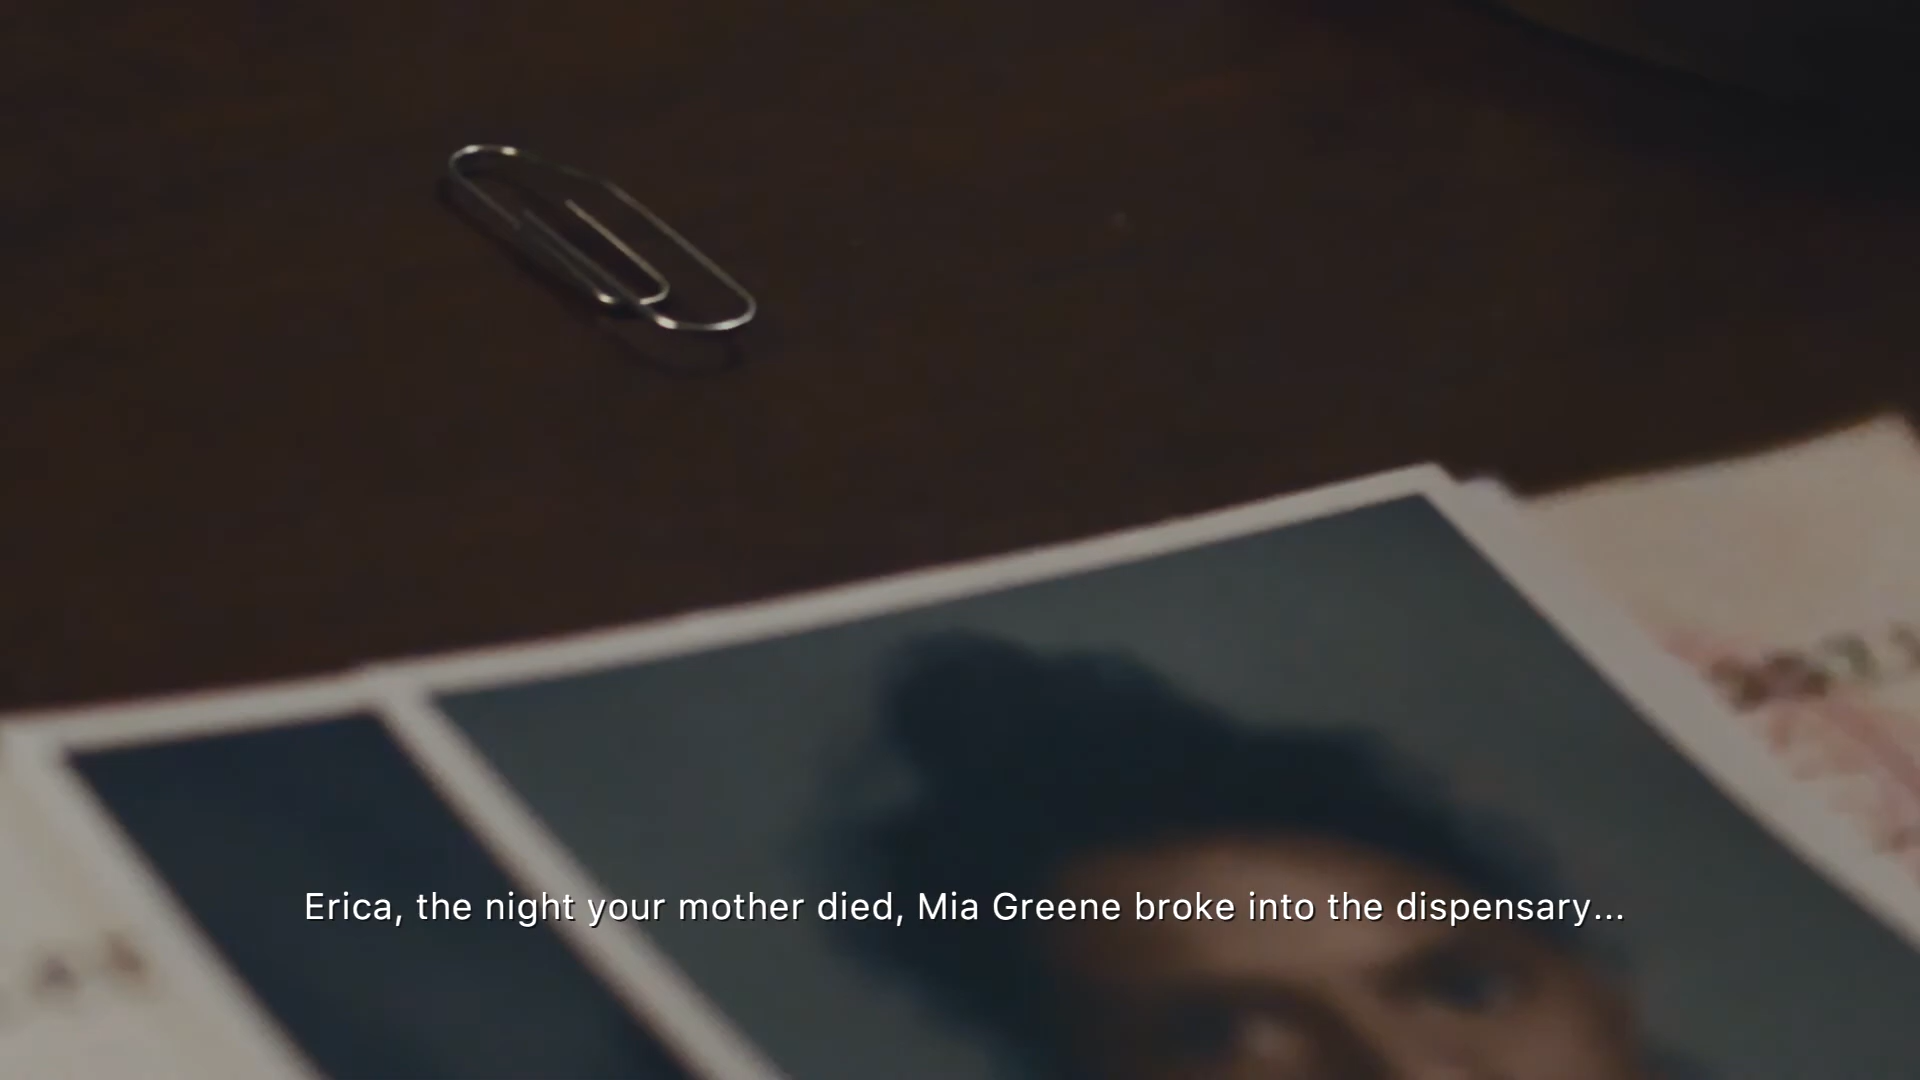 Erica, the night your mother died, Mia Greene broke into the dispensary...